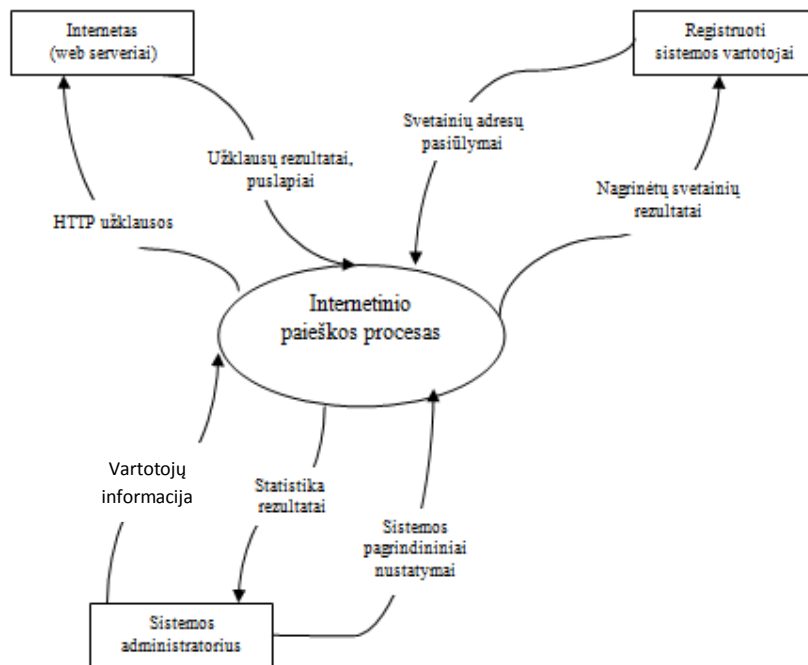 Internetas
(web serveriai)
Registruoti
sistemos vartotojai
Svetainių adresų
pasiūlymai
Užklausų rezultatai,
puslapiai
Nagrinėtų svetainių
rezultatai
HTTP užklausos
Internetinio
paieškos procesas
Vartotojų
informacija
Statistika
rezultatai
Sistemos
pagrindininiai
nustatymai
Sistemos
administratorius